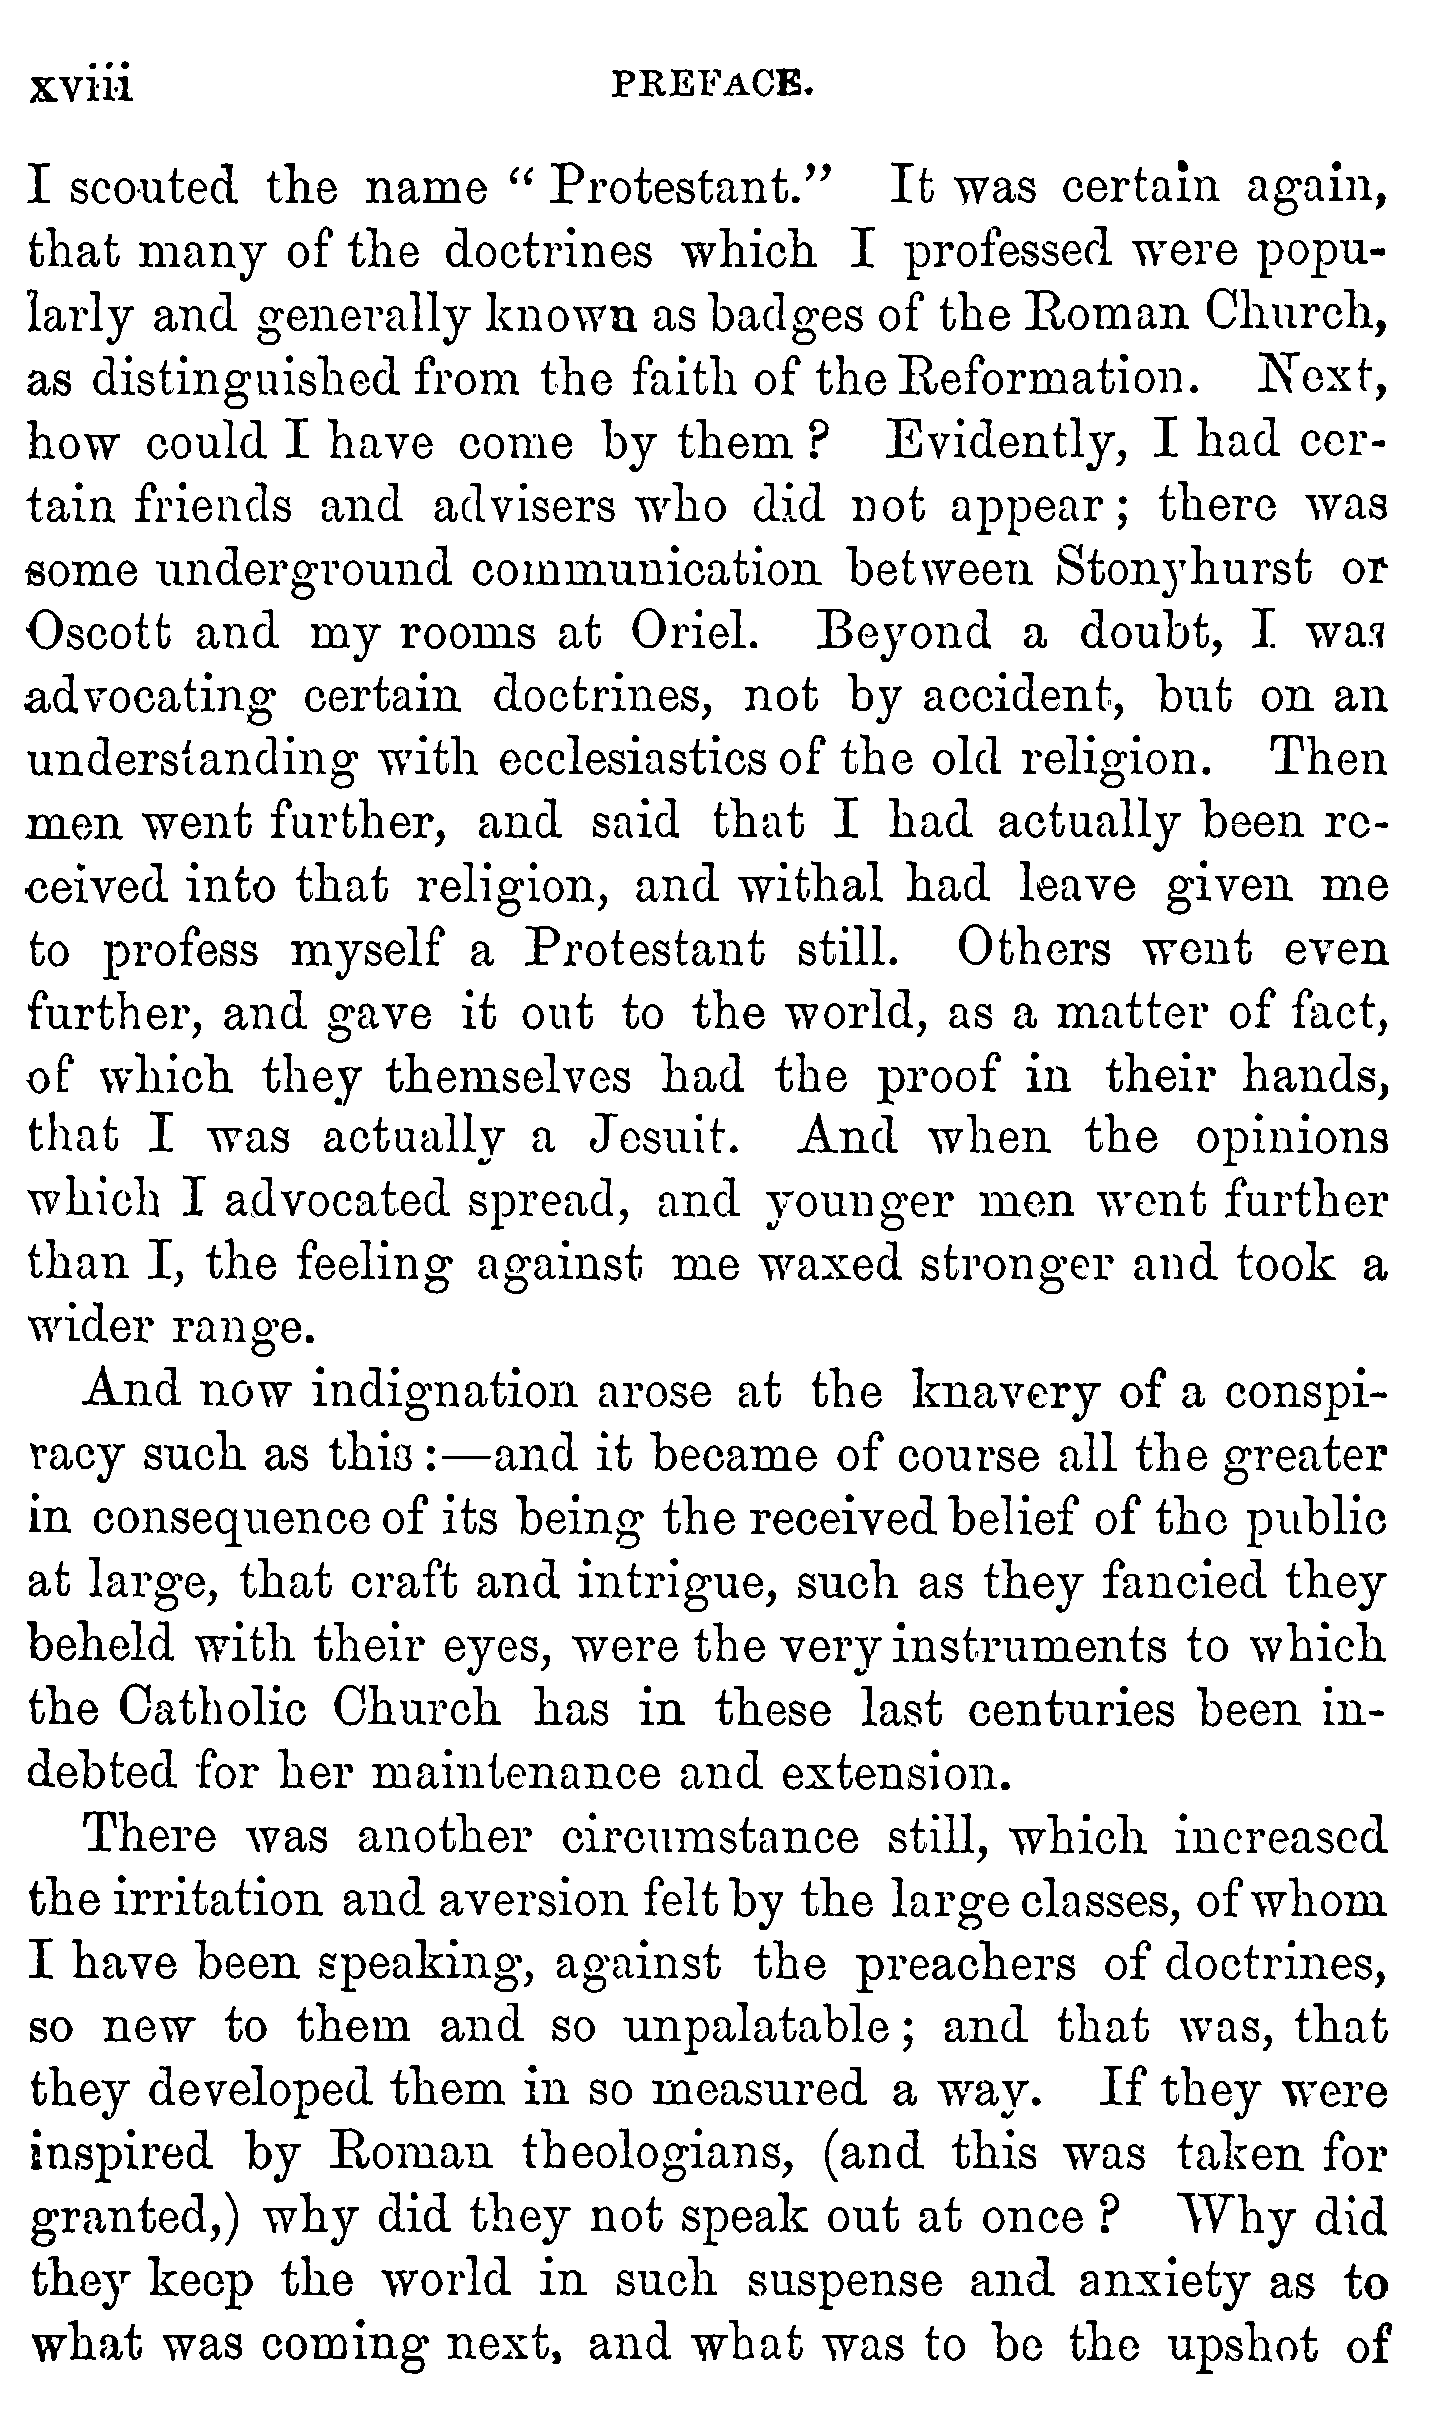 xviii PREFACE.
I scouted the name “Protestant.” It was certain again,
that many of the doctrines which I professed were popu-
larly and generally known as badges of the Roman Church,
as distinguished from the faith of the Reformation. Next,
how could I have come by them? Evidently, I had cer-
tain friends and advisers who did not appear; there was
some underground communication between Stonyhurst or
Oscott and my rooms at Oriel. Beyond a doubt, I was
advocating certain doctrines, not by accident, but on an
understanding with ecclesiastics of the old religion. Then
men went further, and said that I had actually been re-
ceived into that religion, and withal had leave given me
to profess myself a Protestant still. Others went even
further, and gave it out to the world, as a matter of fact,
of which they themselves had the proof in their hands,
that I was actually a Jesuit. And when the opinions
which I advocated spread, and younger men went further
than I, the feeling against me waxed stronger and took a
wider range.
And now indignation arose at the knavery of a conspi-
racy such as this:—and it became of course all the greater
in consequence of its being the received belief of the public
at large, that craft and intrigue, such as they fancied they
beheld with their eyes, were the very instruments to which
the Catholic Church has in these last centuries been in-
debted for her maintenance and extension.
There was another circumstance still, which increased
the irritation and aversion felt by the large classes, of whom
I have been speaking, against the preachers of doctrines,
so new to them and so unpalatable; and that was, that
they developed them in so measured a way. If they were
inspired by Roman theologians, (and this was taken for
granted,) why did they not speak out at once? Why did
they keep the world in such suspense and anxiety as to
what was coming next, and what was to be the upshot of